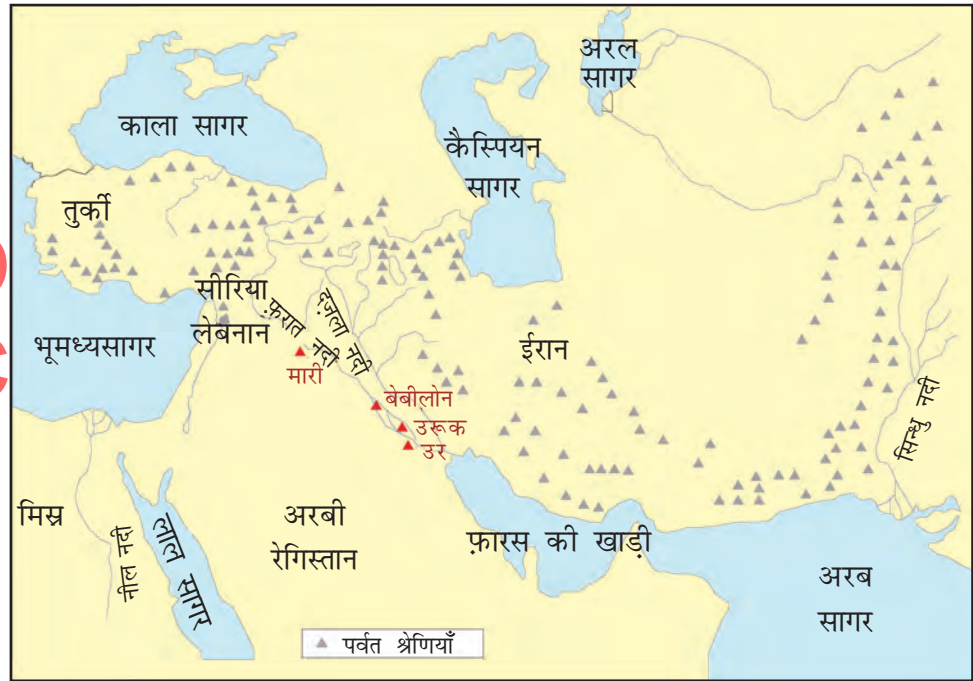 अरल
सागर
काला सागर
कैस्पियन
सागर
तुर्की
सीरिया
लेबनान
भूमध्यसागर
फ़रात नदी
दज़ला नदी
ईरान
मारी
बेबीलोन
उरूक
उर
सिन्धु नदी
मिस्र
नील नदी
लाल सागर
अरबी
रेगिस्तान
फ़ारस की खाड़ी
अरब
सागर
पर्वत श्रेणियाँ